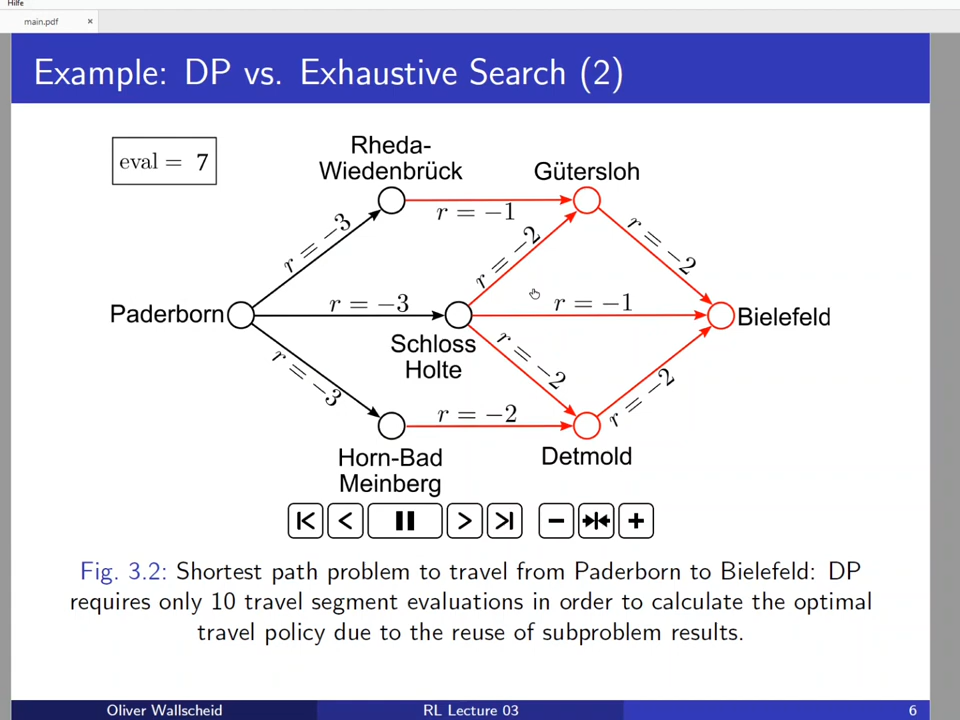 Hilfe
main.pdf ×
Example: DP vs. Exhaustive Search (2)
eval = 7
Rheda-
Wiedenbrück
Gütersloh
r = −3
r = −1
r = −2
r = −2
Paderborn
r = −3
r = −1
Bielefeld
Schloss
Holte
r = −3
r = −2
r = −2
r = −2
Horn-Bad
Meinberg
Detmold
Fig. 3.2: Shortest path problem to travel from Paderborn to Bielefeld: DP
requires only 10 travel segment evaluations in order to calculate the optimal
travel policy due to the reuse of subproblem results.
Oliver Wallscheid
RL Lecture 03
6